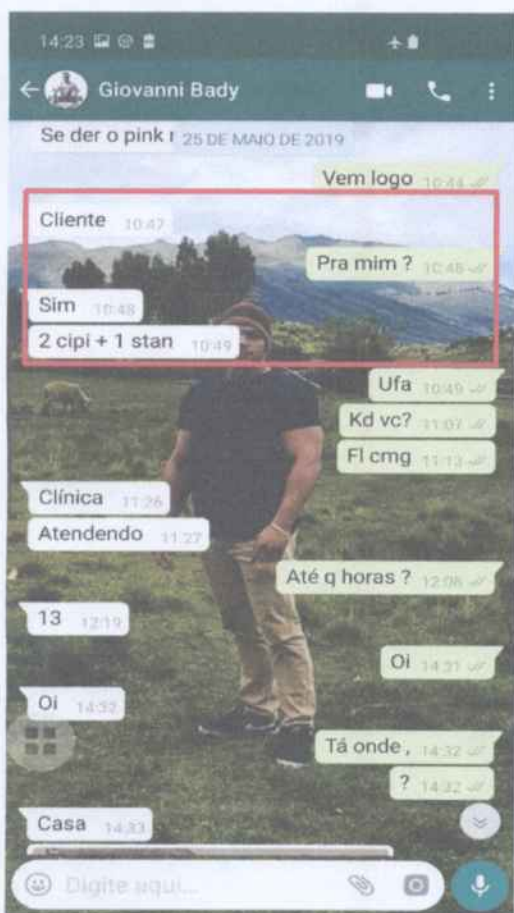 14:23
Giovanni Bady
Se der o pink r
25 DE MAIO DE 2019
Vem logo 10:44
Cliente 10:47
Pra mim ? 10:48
Sim 10:48
2 cipi + 1 stan 10:49
Ufa 10:49
Kd vc? 11:07
Fl cmg 11:13
Clínica 11:26
Atendendo 11:27
Até q horas ? 12:06
13 12:19
Oi 14:31
Oi 14:32
Tá onde , 14:32
? 14:32
Casa 14:33
Digite aqui...